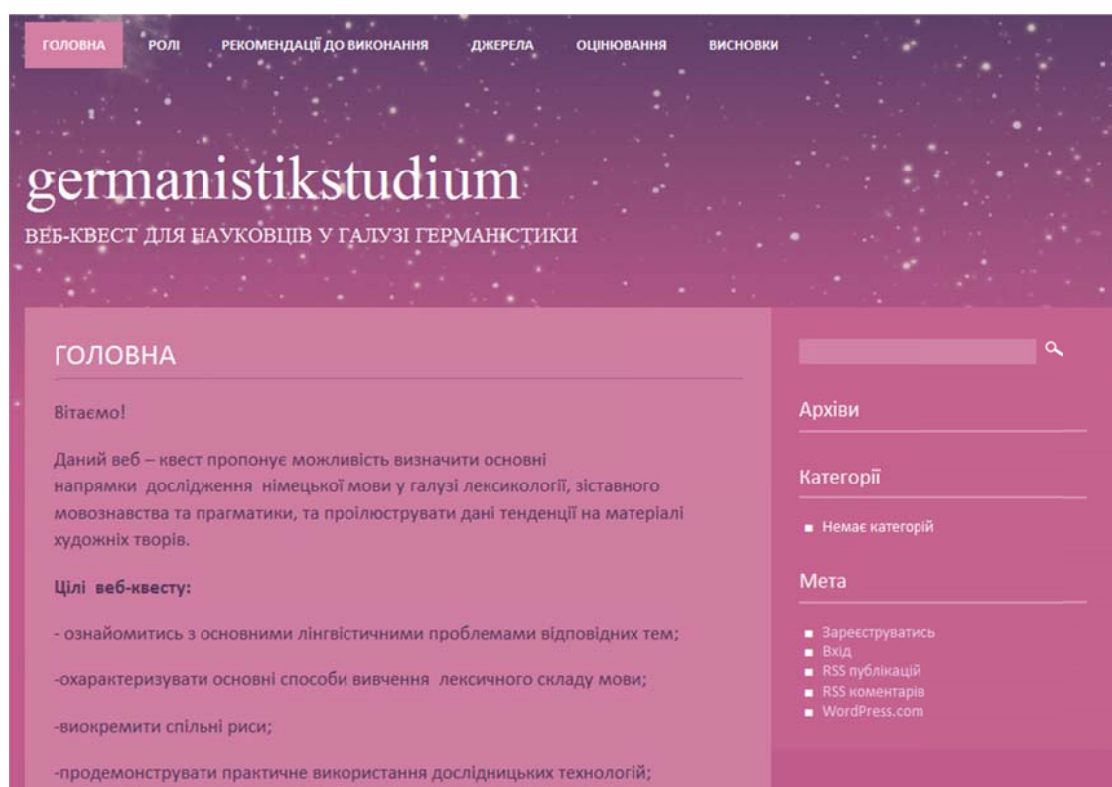 ГОЛОВНА РОЛІ РЕКОМЕНДАЦІЇ ДО ВИКОНАННЯ ДЖЕРЕЛА ОЦІНЮВАННЯ ВИСНОВКИ
germanistikstudium
ВЕБ-КВЕСТ ДЛЯ НАУКОВЦІВ У ГАЛУЗІ ГЕРМАНІСТИКИ
ГОЛОВНА
Вітаємо!
Даний веб – квест пропонує можливість визначити основні
напрямки дослідження німецької мови у галузі лексикології, зіставного
мовознавства та прагматики, та проілюструвати дані тенденції на матеріалі
художніх творів.
Цілі веб-квесту:
- ознайомитись з основними лінгвістичними проблемами відповідних тем;
-охарактеризувати основні способи вивчення лексичного складу мови;
-виокремити спільні риси;
-продемонструвати практичне використання дослідницьких технологій;
Архіви
Категорії
Немає категорій
Мета
Зареєструватись
Вхід
RSS публікацій
RSS коментарів
WordPress.com